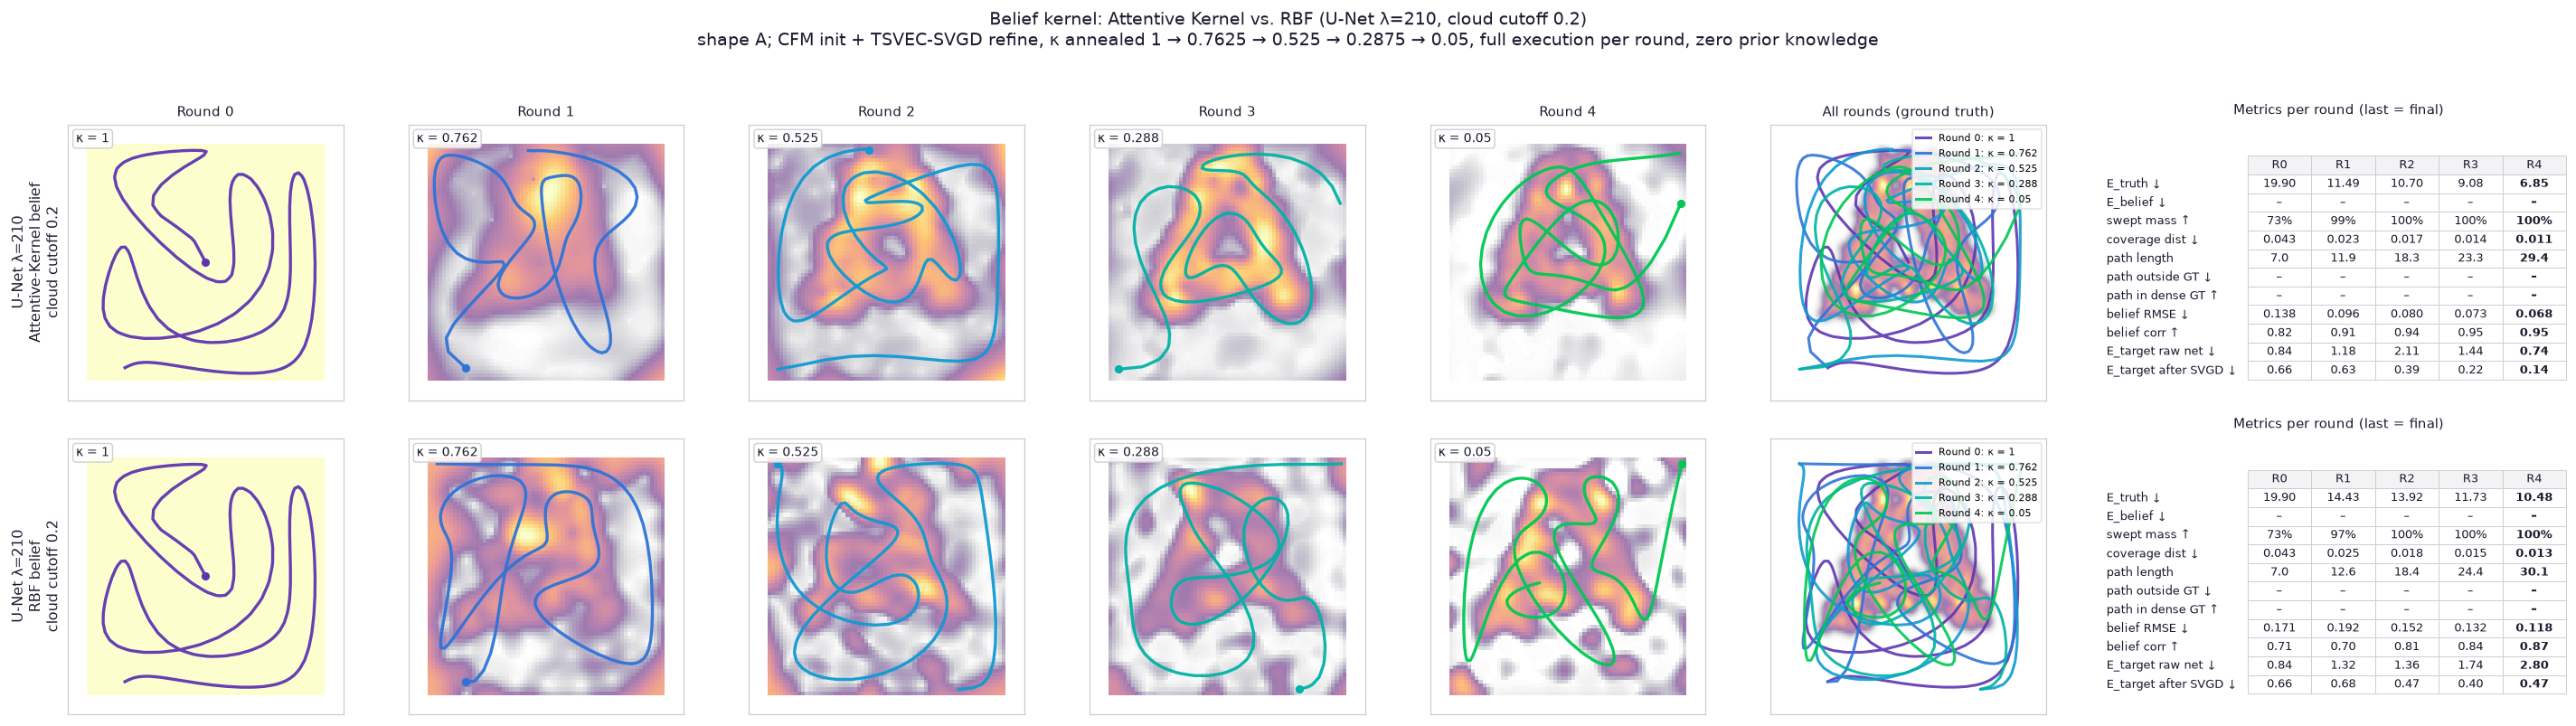 Belief kernel: Attentive Kernel vs. RBF (U-Net λ=210, cloud cutoff 0.2)
shape A; CFM init + TSVEC-SVGD refine, κ annealed 1 → 0.7625 → 0.525 → 0.2875 → 0.05, full execution per round, zero prior knowledge
Round 0
Round 1
Round 2
Round 3
Round 4
All rounds (ground truth)
Metrics per round (last = final)
U-Net λ=210
Attentive-Kernel belief
cloud cutoff 0.2
κ = 1
κ = 0.762
κ = 0.525
κ = 0.288
κ = 0.05
Round 0: κ = 1
Round 1: κ = 0.762
Round 2: κ = 0.525
Round 3: κ = 0.288
Round 4: κ = 0.05
R0 R1 R2 R3 R4
E_truth ↓ 19.90 11.49 10.70 9.08 6.85
E_belief ↓ – – – – –
swept mass ↑ 73% 99% 100% 100% 100%
coverage dist ↓ 0.043 0.023 0.017 0.014 0.011
path length 7.0 11.9 18.3 23.3 29.4
path outside GT ↓ – – – – –
path in dense GT ↑ – – – – –
belief RMSE ↓ 0.138 0.096 0.080 0.073 0.068
belief corr ↑ 0.82 0.91 0.94 0.95 0.95
E_target raw net ↓ 0.84 1.18 2.11 1.44 0.74
E_target after SVGD ↓ 0.66 0.63 0.39 0.22 0.14
U-Net λ=210
RBF belief
cloud cutoff 0.2
κ = 1
κ = 0.762
κ = 0.525
κ = 0.288
κ = 0.05
Round 0: κ = 1
Round 1: κ = 0.762
Round 2: κ = 0.525
Round 3: κ = 0.288
Round 4: κ = 0.05
Metrics per round (last = final)
R0 R1 R2 R3 R4
E_truth ↓ 19.90 14.43 13.92 11.73 10.48
E_belief ↓ – – – – –
swept mass ↑ 73% 97% 100% 100% 100%
coverage dist ↓ 0.043 0.025 0.018 0.015 0.013
path length 7.0 12.6 18.4 24.4 30.1
path outside GT ↓ – – – – –
path in dense GT ↑ – – – – –
belief RMSE ↓ 0.171 0.192 0.152 0.132 0.118
belief corr ↑ 0.71 0.70 0.81 0.84 0.87
E_target raw net ↓ 0.84 1.32 1.36 1.74 2.80
E_target after SVGD ↓ 0.66 0.68 0.47 0.40 0.47